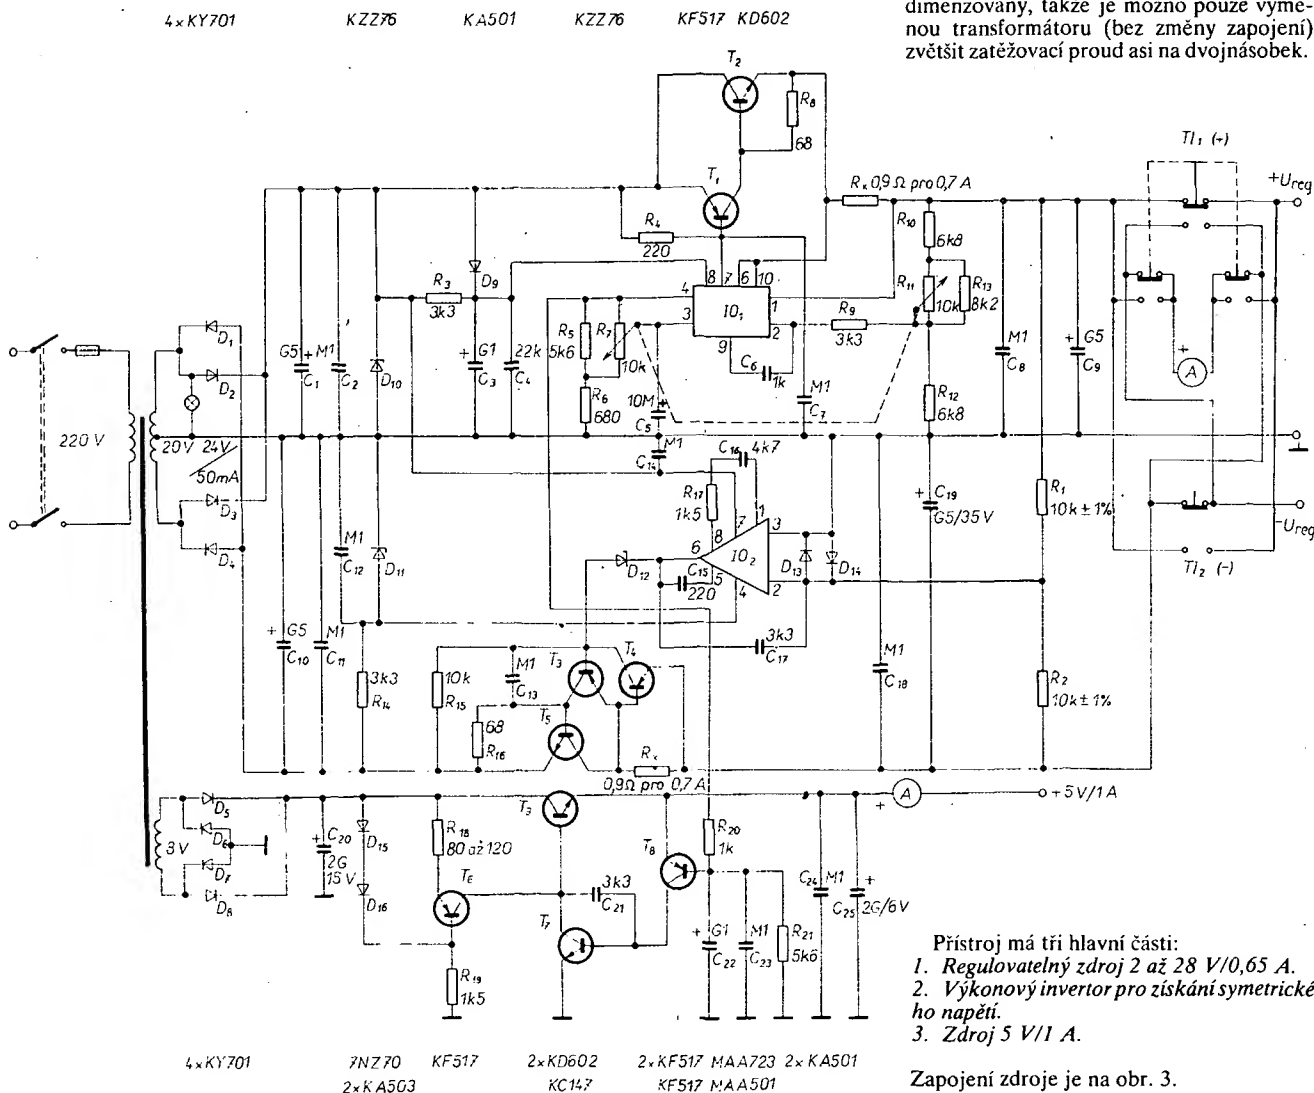 4×KY701 KZZ76 KA501 KZZ76 KF517 KD602
dimenzovány, takže je možno pouze výmě-
nou transformátoru (bez změny zapojení)
zvětšit zatěžovací proud asi na dvojnásobek.
T2
R8
68
T1
Rx 0,9 Ω pro 0,7 A
Tl1 (+)
+Ureg
R4
220
R10
6k8
D9
R3
3k3
8 7 6 10
4
3
IO1
1
2
9
R11
10k
R13
8k2
R9
3k3
D1
D2
G5 +
C1
M1
C2
D10
+ G1
C3
22k
C4
R5
5k6
R7
10k
R6
680
C6
1k
M1
C7
M1
C8
+ G5
C9
+
A
R12
6k8
10M +
C5
220 V
20V
24V
50mA
M1
C14
C16
4k7
R17
1k5
C19
G5/35 V
R1
10k ± 1%
-Ureg
Tl2 (-)
D3
D4
M1
C12
D11
D12
6
8
7
1
3
IO2
C15
220
5
4
2
D13
D14
3k3
C17
+ G5
C10
M1
C11
3k3
R14
10k
R15
M1
C13
T3
T4
T5
68
R16
Rx
0,9Ω pro 0,7 A
M1
C18
R2
10k ± 1%
D5
D6
D7
D8
3V
+
C20
2G
15 V
D15
D16
R18
80 až 120
T9
T6
T7
3k3
C21
R19
1k5
T8
R20
1k
+ G1
C22
M1
C23
R21
5k6
C24
M1
C25
+
2G/6V
+
A
+5V/1A
Přístroj má tři hlavní části:
1. Regulovatelný zdroj 2 až 28 V/0,65 A.
2. Výkonový invertor pro získání symetrické
ho napětí.
3. Zdroj 5 V/1 A.
Zapojení zdroje je na obr. 3.
4×KY701 7NZ70 KF517 2×KD602 2×KF517 MAA723 2×KA501
2×KA503 KC147 KF517 MAA501